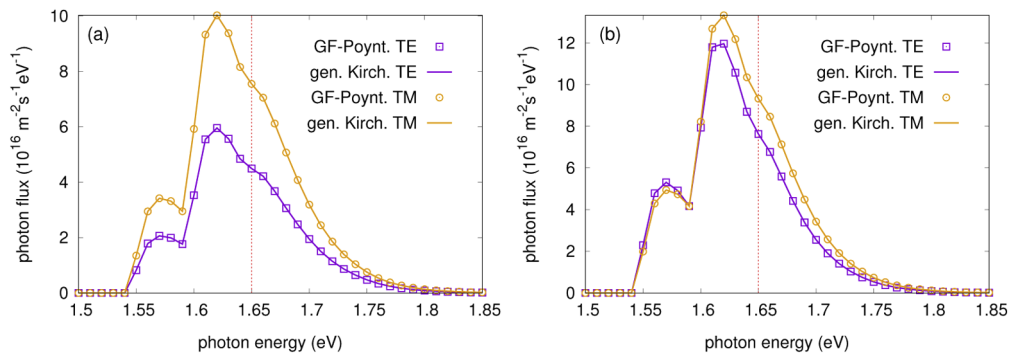 (a)
GF-Poynt. TE
gen. Kirch. TE
GF-Poynt. TM
gen. Kirch. TM
photon flux (10¹⁶ m⁻²s⁻¹eV⁻¹)
10
8
6
4
2
0
1.5 1.55 1.6 1.65 1.7 1.75 1.8 1.85
photon energy (eV)
(b)
GF-Poynt. TE
gen. Kirch. TE
GF-Poynt. TM
gen. Kirch. TM
photon flux (10¹⁶ m⁻²s⁻¹eV⁻¹)
12
10
8
6
4
2
0
1.5 1.55 1.6 1.65 1.7 1.75 1.8 1.85
photon energy (eV)